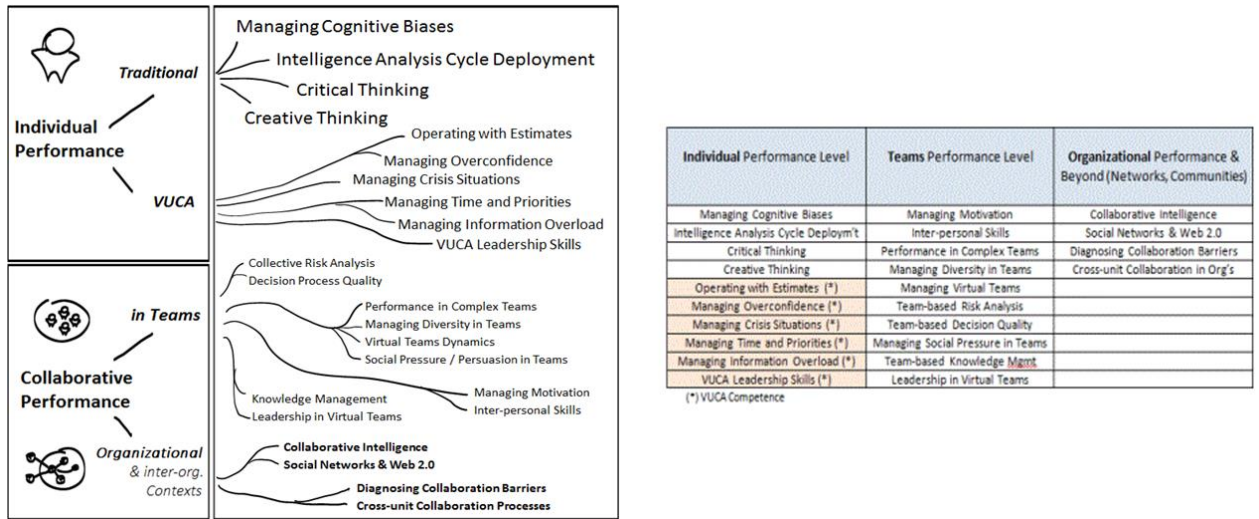 Individual
Performance
Traditional
Managing Cognitive Biases
Intelligence Analysis Cycle Deployment
Critical Thinking
Creative Thinking
VUCA
Operating with Estimates
Managing Overconfidence
Managing Crisis Situations
Managing Time and Priorities
Managing Information Overload
VUCA Leadership Skills
Collaborative
Performance
in Teams
Collective Risk Analysis
Decision Process Quality
Performance in Complex Teams
Managing Diversity in Teams
Virtual Teams Dynamics
Social Pressure / Persuasion in Teams
Managing Motivation
Inter-personal Skills
Knowledge Management
Leadership in Virtual Teams
Organizational
& inter-org.
Contexts
Collaborative Intelligence
Social Networks & Web 2.0
Diagnosing Collaboration Barriers
Cross-unit Collaboration Processes
Individual Performance Level Teams Performance Level Organizational Performance &
Beyond (Networks, Communities)
Managing Cognitive Biases Managing Motivation Collaborative Intelligence
Intelligence Analysis Cycle Deploym't Inter-personal Skills Social Networks & Web 2.0
Critical Thinking Performance in Complex Teams Diagnosing Collaboration Barriers
Creative Thinking Managing Diversity in Teams Cross-unit Collaboration in Org's
Operating with Estimates (*) Managing Virtual Teams
Managing Overconfidence (*) Team-based Risk Analysis
Managing Crisis Situations (*) Team-based Decision Quality
Managing Time and Priorities (*) Managing Social Pressure in Teams
Managing Information Overload (*) Team-based Knowledge Mgmt
VUCA Leadership Skills (*) Leadership in Virtual Teams
(*) VUCA Competence